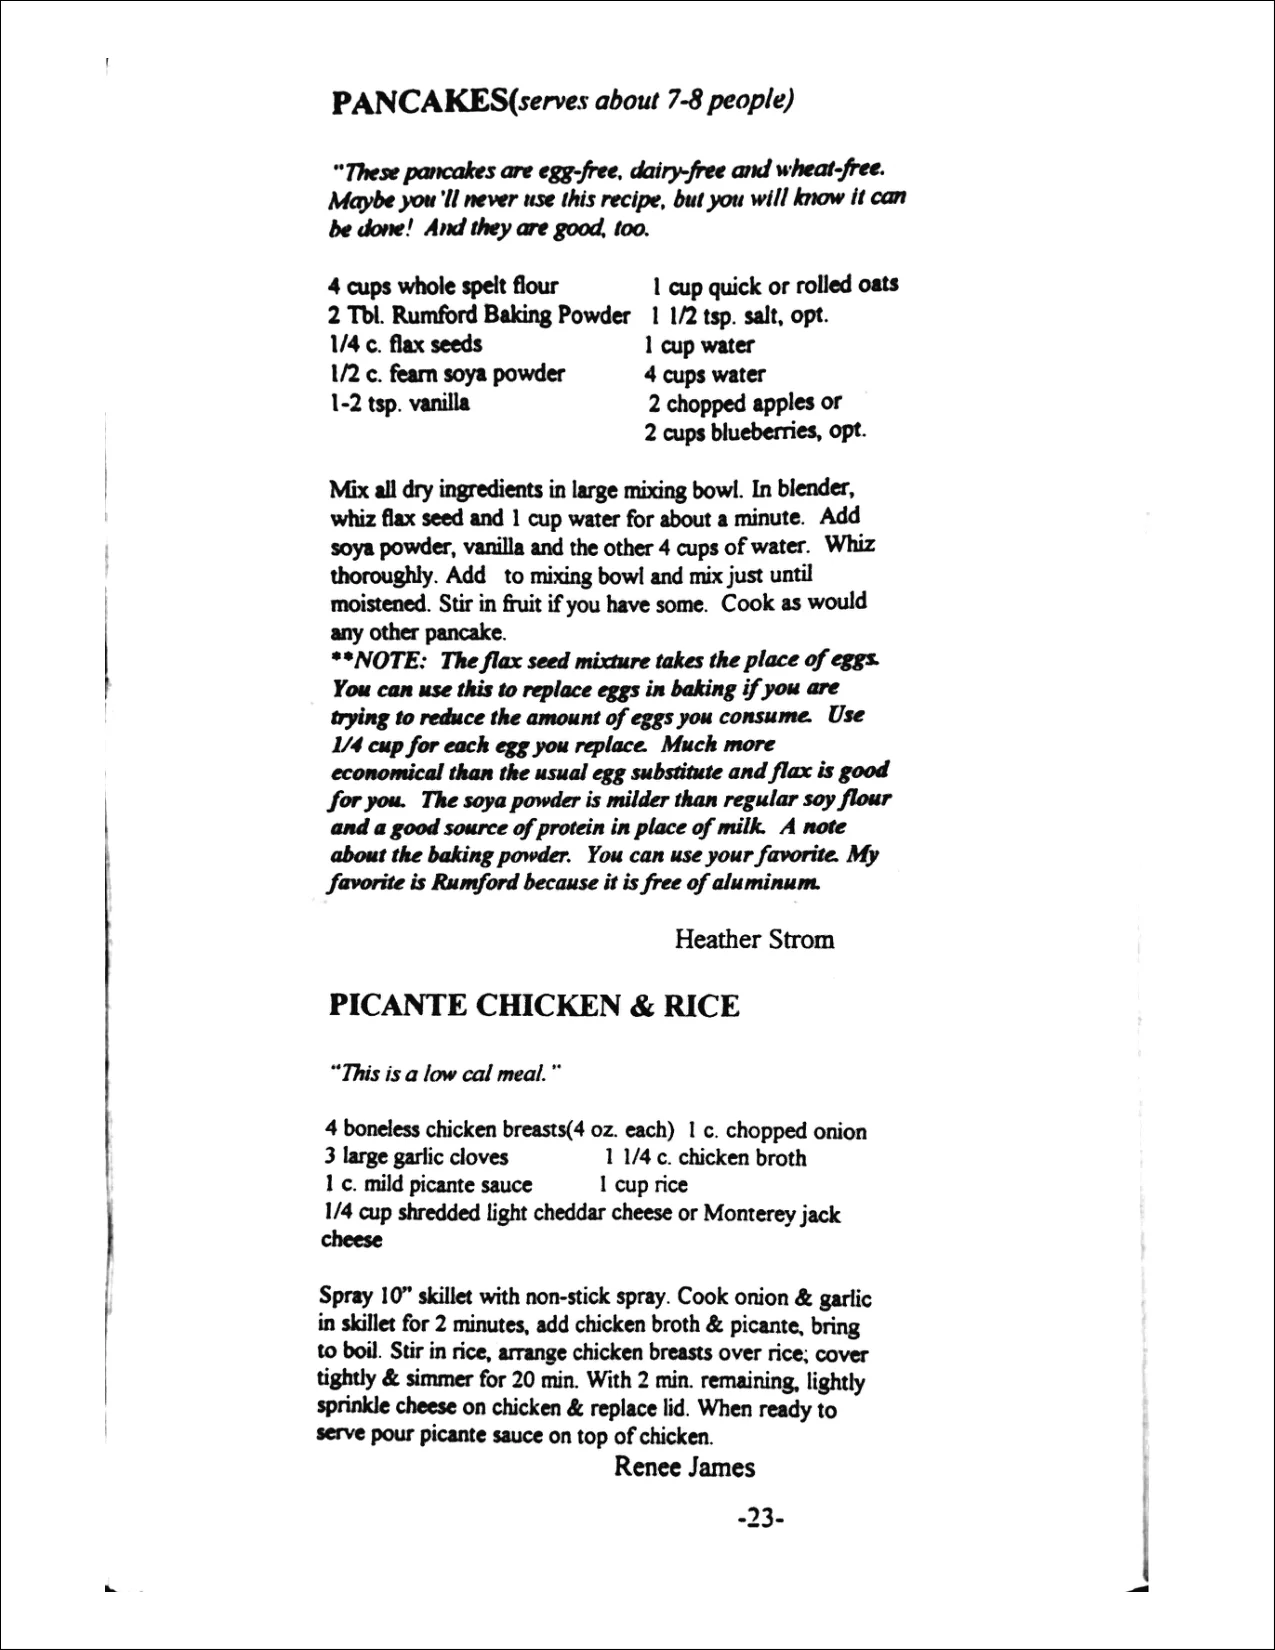 PANCAKES(serves about 7-8 people)
"These pancakes are egg-free, dairy-free and wheat-free.
Maybe you'll never use this recipe, but you will know it can
be done! And they are good, too.
4 cups whole spelt flour 1 cup quick or rolled oats
2 Tbl. Rumford Baking Powder 1 1/2 tsp. salt, opt.
1/4 c. flax seeds 1 cup water
1/2 c. fearn soya powder 4 cups water
1-2 tsp. vanilla 2 chopped apples or
2 cups blueberries, opt.
Mix all dry ingredients in large mixing bowl. In blender,
whiz flax seed and 1 cup water for about a minute. Add
soya powder, vanilla and the other 4 cups of water. Whiz
thoroughly. Add to mixing bowl and mix just until
moistened. Stir in fruit if you have some. Cook as would
any other pancake.
**NOTE: The flax seed mixture takes the place of eggs.
You can use this to replace eggs in baking if you are
trying to reduce the amount of eggs you consume. Use
1/4 cup for each egg you replace. Much more
economical than the usual egg substitute and flax is good
for you. The soya powder is milder than regular soy flour
and a good source of protein in place of milk. A note
about the baking powder. You can use your favorite. My
favorite is Rumford because it is free of aluminum.
Heather Strom
PICANTE CHICKEN & RICE
"This is a low cal meal."
4 boneless chicken breasts(4 oz. each) 1 c. chopped onion
3 large garlic cloves 1 1/4 c. chicken broth
1 c. mild picante sauce 1 cup rice
1/4 cup shredded light cheddar cheese or Monterey jack
cheese
Spray 10" skillet with non-stick spray. Cook onion & garlic
in skillet for 2 minutes, add chicken broth & picante, bring
to boil. Stir in rice, arrange chicken breasts over rice; cover
tightly & simmer for 20 min. With 2 min. remaining, lightly
sprinkle cheese on chicken & replace lid. When ready to
serve pour picante sauce on top of chicken.
Renee James
-23-